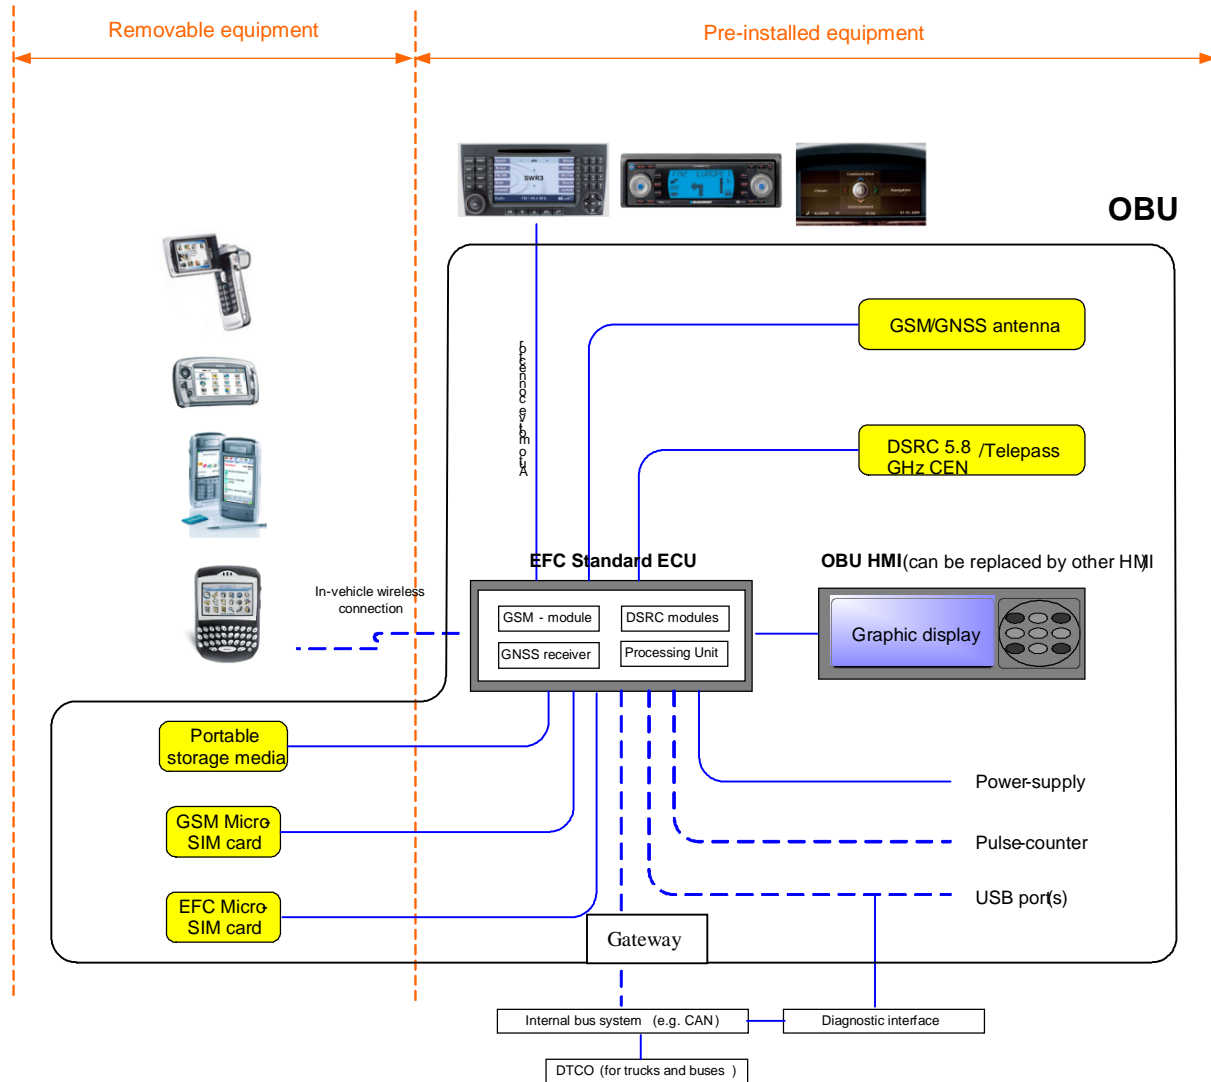 Removable equipment
Pre-installed equipment
SWR3
OBU
GSM/GNSS antenna
Automotive connector
DSRC 5.8 /Telepass
GHz CEN
EFC Standard ECU
OBU HMI (can be replaced by other HMI)
In-vehicle wireless
connection
GSM - module
DSRC modules
GNSS receiver
Processing Unit
Graphic display
Portable
storage media
Power-supply
GSM Micro-
SIM card
Pulse-counter
USB port(s)
EFC Micro-
SIM card
Gateway
Internal bus system (e.g. CAN)
Diagnostic interface
DTCO (for trucks and buses )